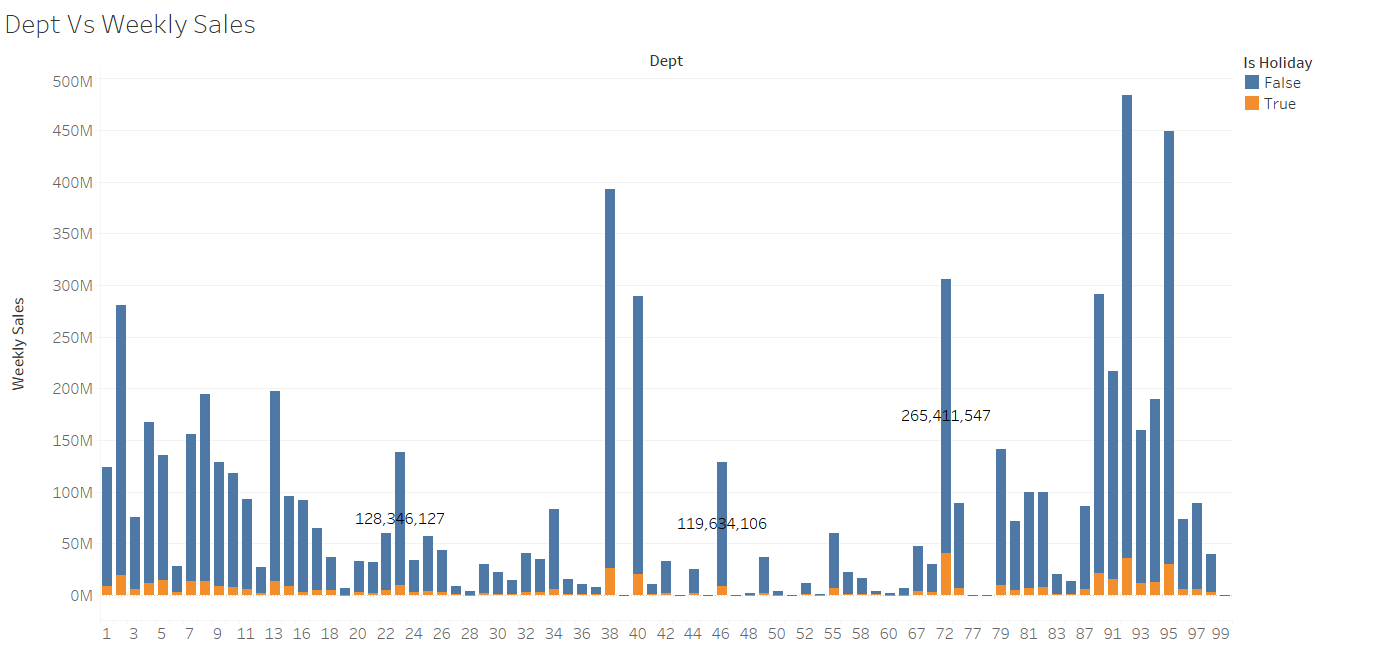 Dept Vs Weekly Sales
Dept
Is Holiday
False
True
Weekly Sales
500M
450M
400M
350M
300M
250M
200M
150M
100M
50M
0M
128,346,127
119,634,106
265,411,547
1 3 5 7 9 11 13 16 18 20 22 24 26 28 30 32 34 36 38 40 42 44 46 48 50 52 55 58 60 67 72 77 79 81 83 87 91 93 95 97 99